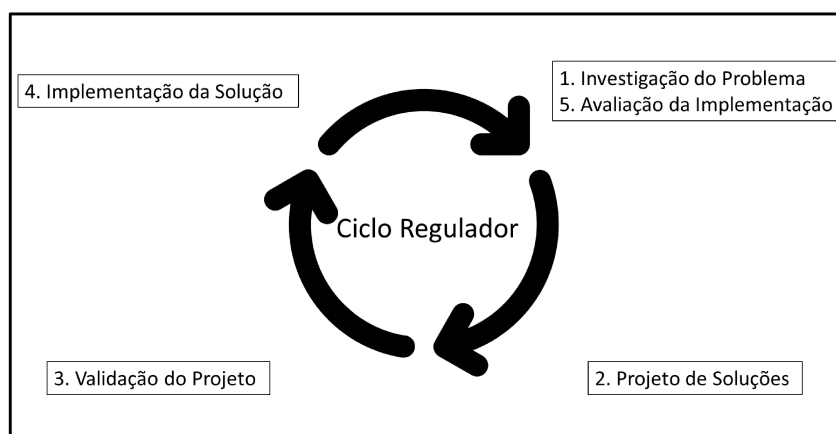 4. Implementação da Solução
1. Investigação do Problema
5. Avaliação da Implementação
Ciclo Regulador
3. Validação do Projeto
2. Projeto de Soluções